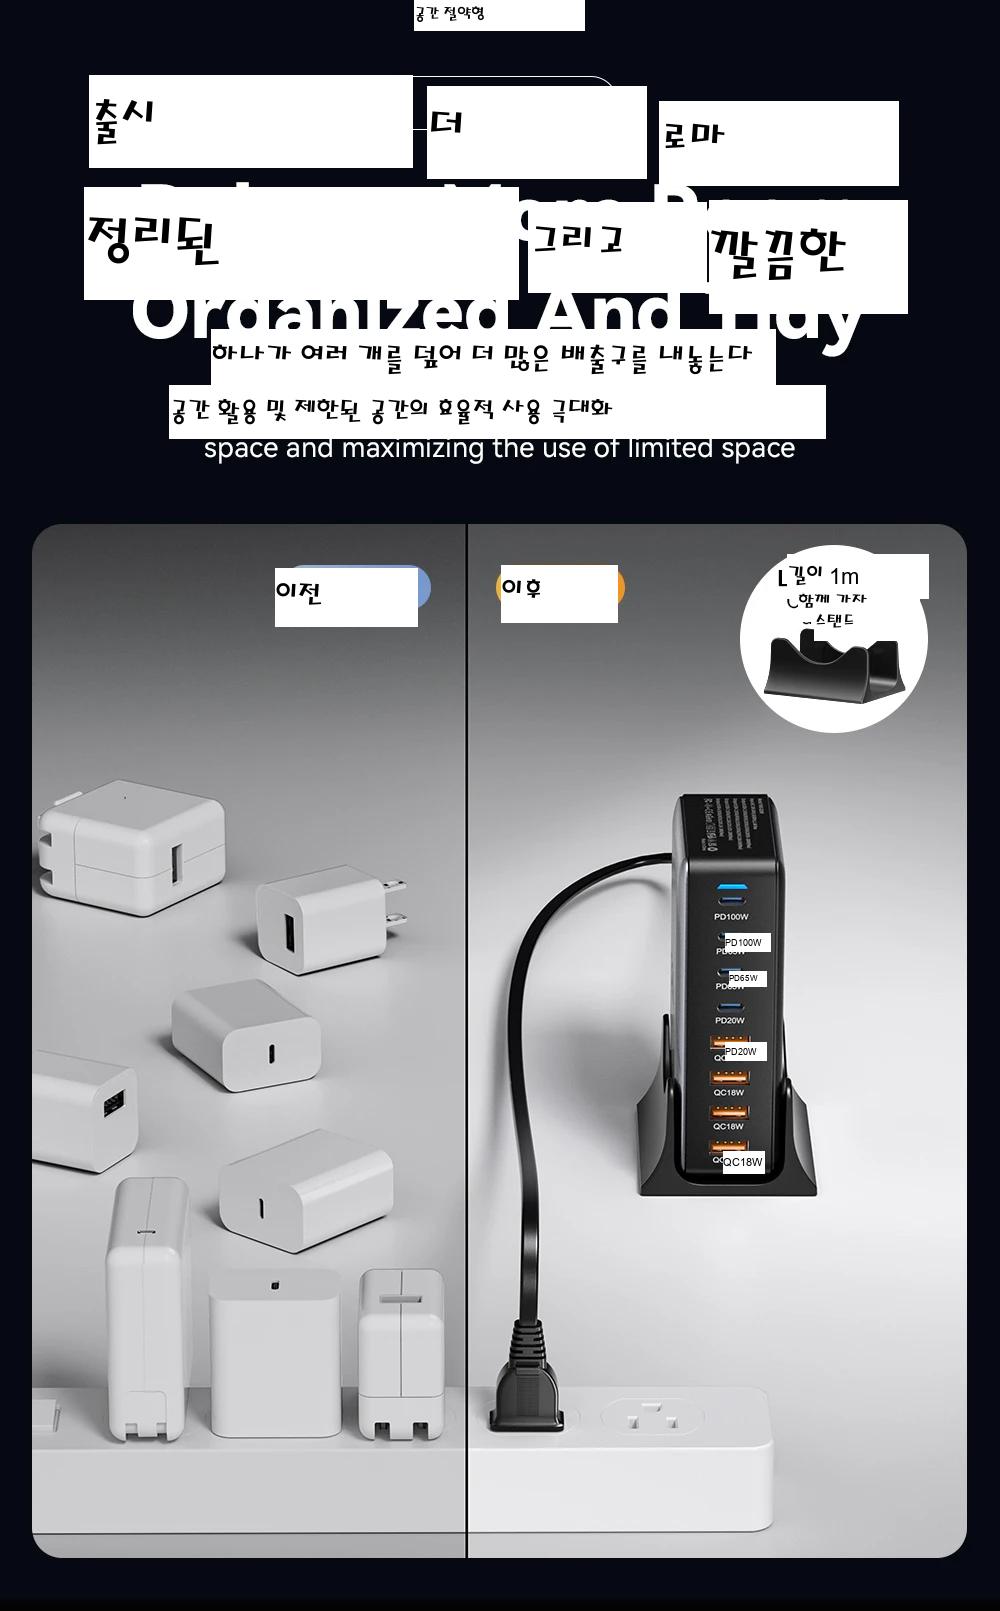 공간 절약형
출시 더 로마
정리된 그리고 깔끔한
Organized And Tidy
하나가 여러 개를 덮어 더 많은 배출구를 내놓는다
공간 활용 및 제한된 공간의 효율적 사용 극대화
space and maximizing the use of limited space
이전
이후
L길이 1m
함께 가자
스탠드
PD100W
PD100W
PD65W
PD20W
PD20W
QC18W
QC18W
QC18W